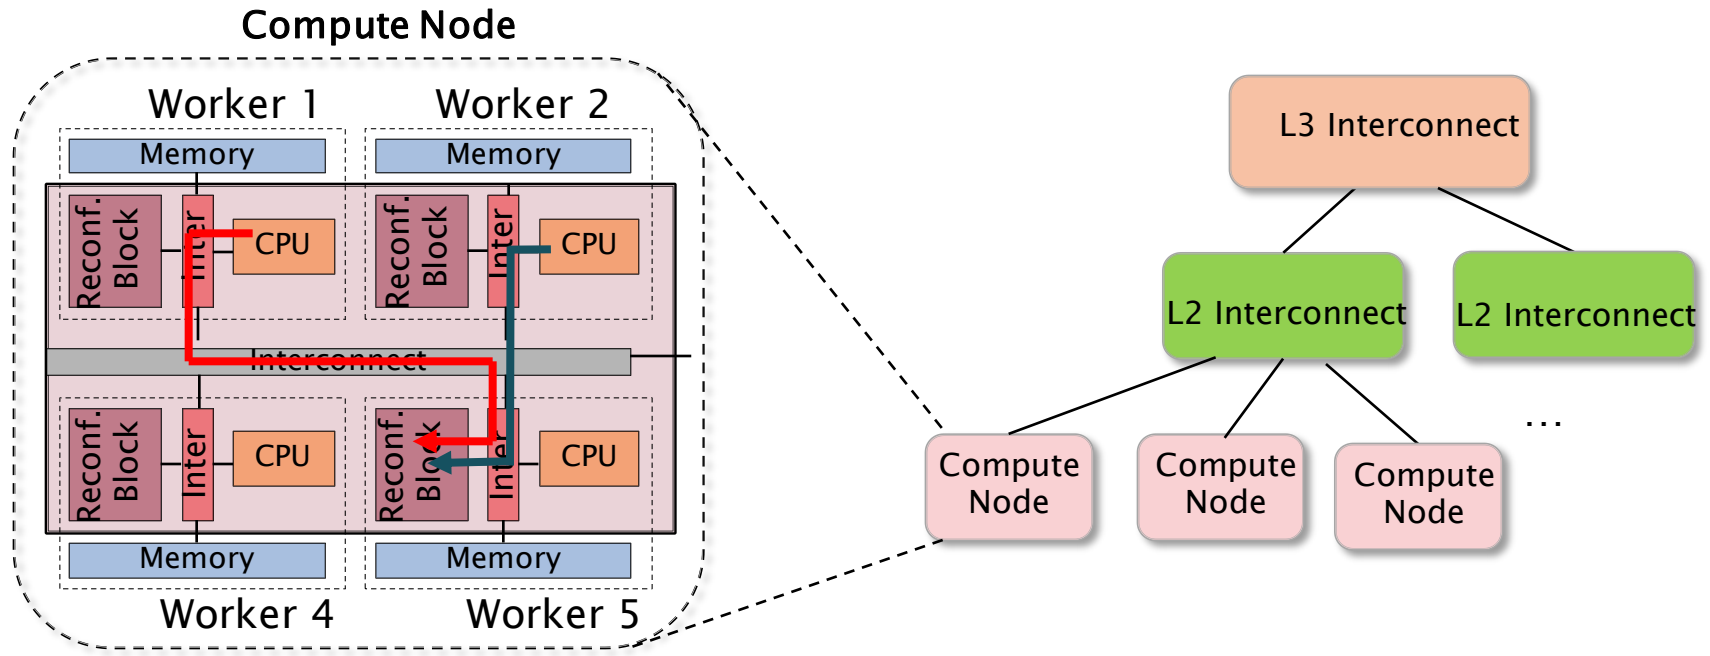 Compute Node
Worker 1
Worker 2
Memory
Memory
Reconf.
Block
Inter
CPU
Reconf.
Block
Inter
CPU
Interconnect
Reconf.
Block
Inter
CPU
Reconf.
Block
Inter
CPU
Memory
Memory
Worker 4
Worker 5
L3 Interconnect
L2 Interconnect
L2 Interconnect
...
Compute
Node
Compute
Node
Compute
Node